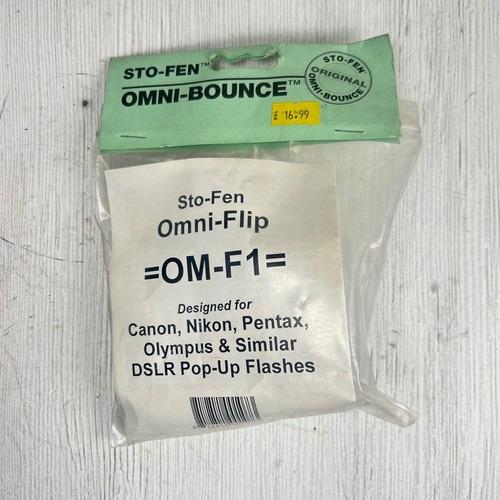 STO-FEN™
OMNI-BOUNCE™
STO-FEN
ORIGINAL
OMNI-BOUNCE
£ 16.99
Sto-Fen
Omni-Flip
=OM-F1=
Designed for
Canon, Nikon, Pentax,
Olympus & Similar
DSLR Pop-Up Flashes